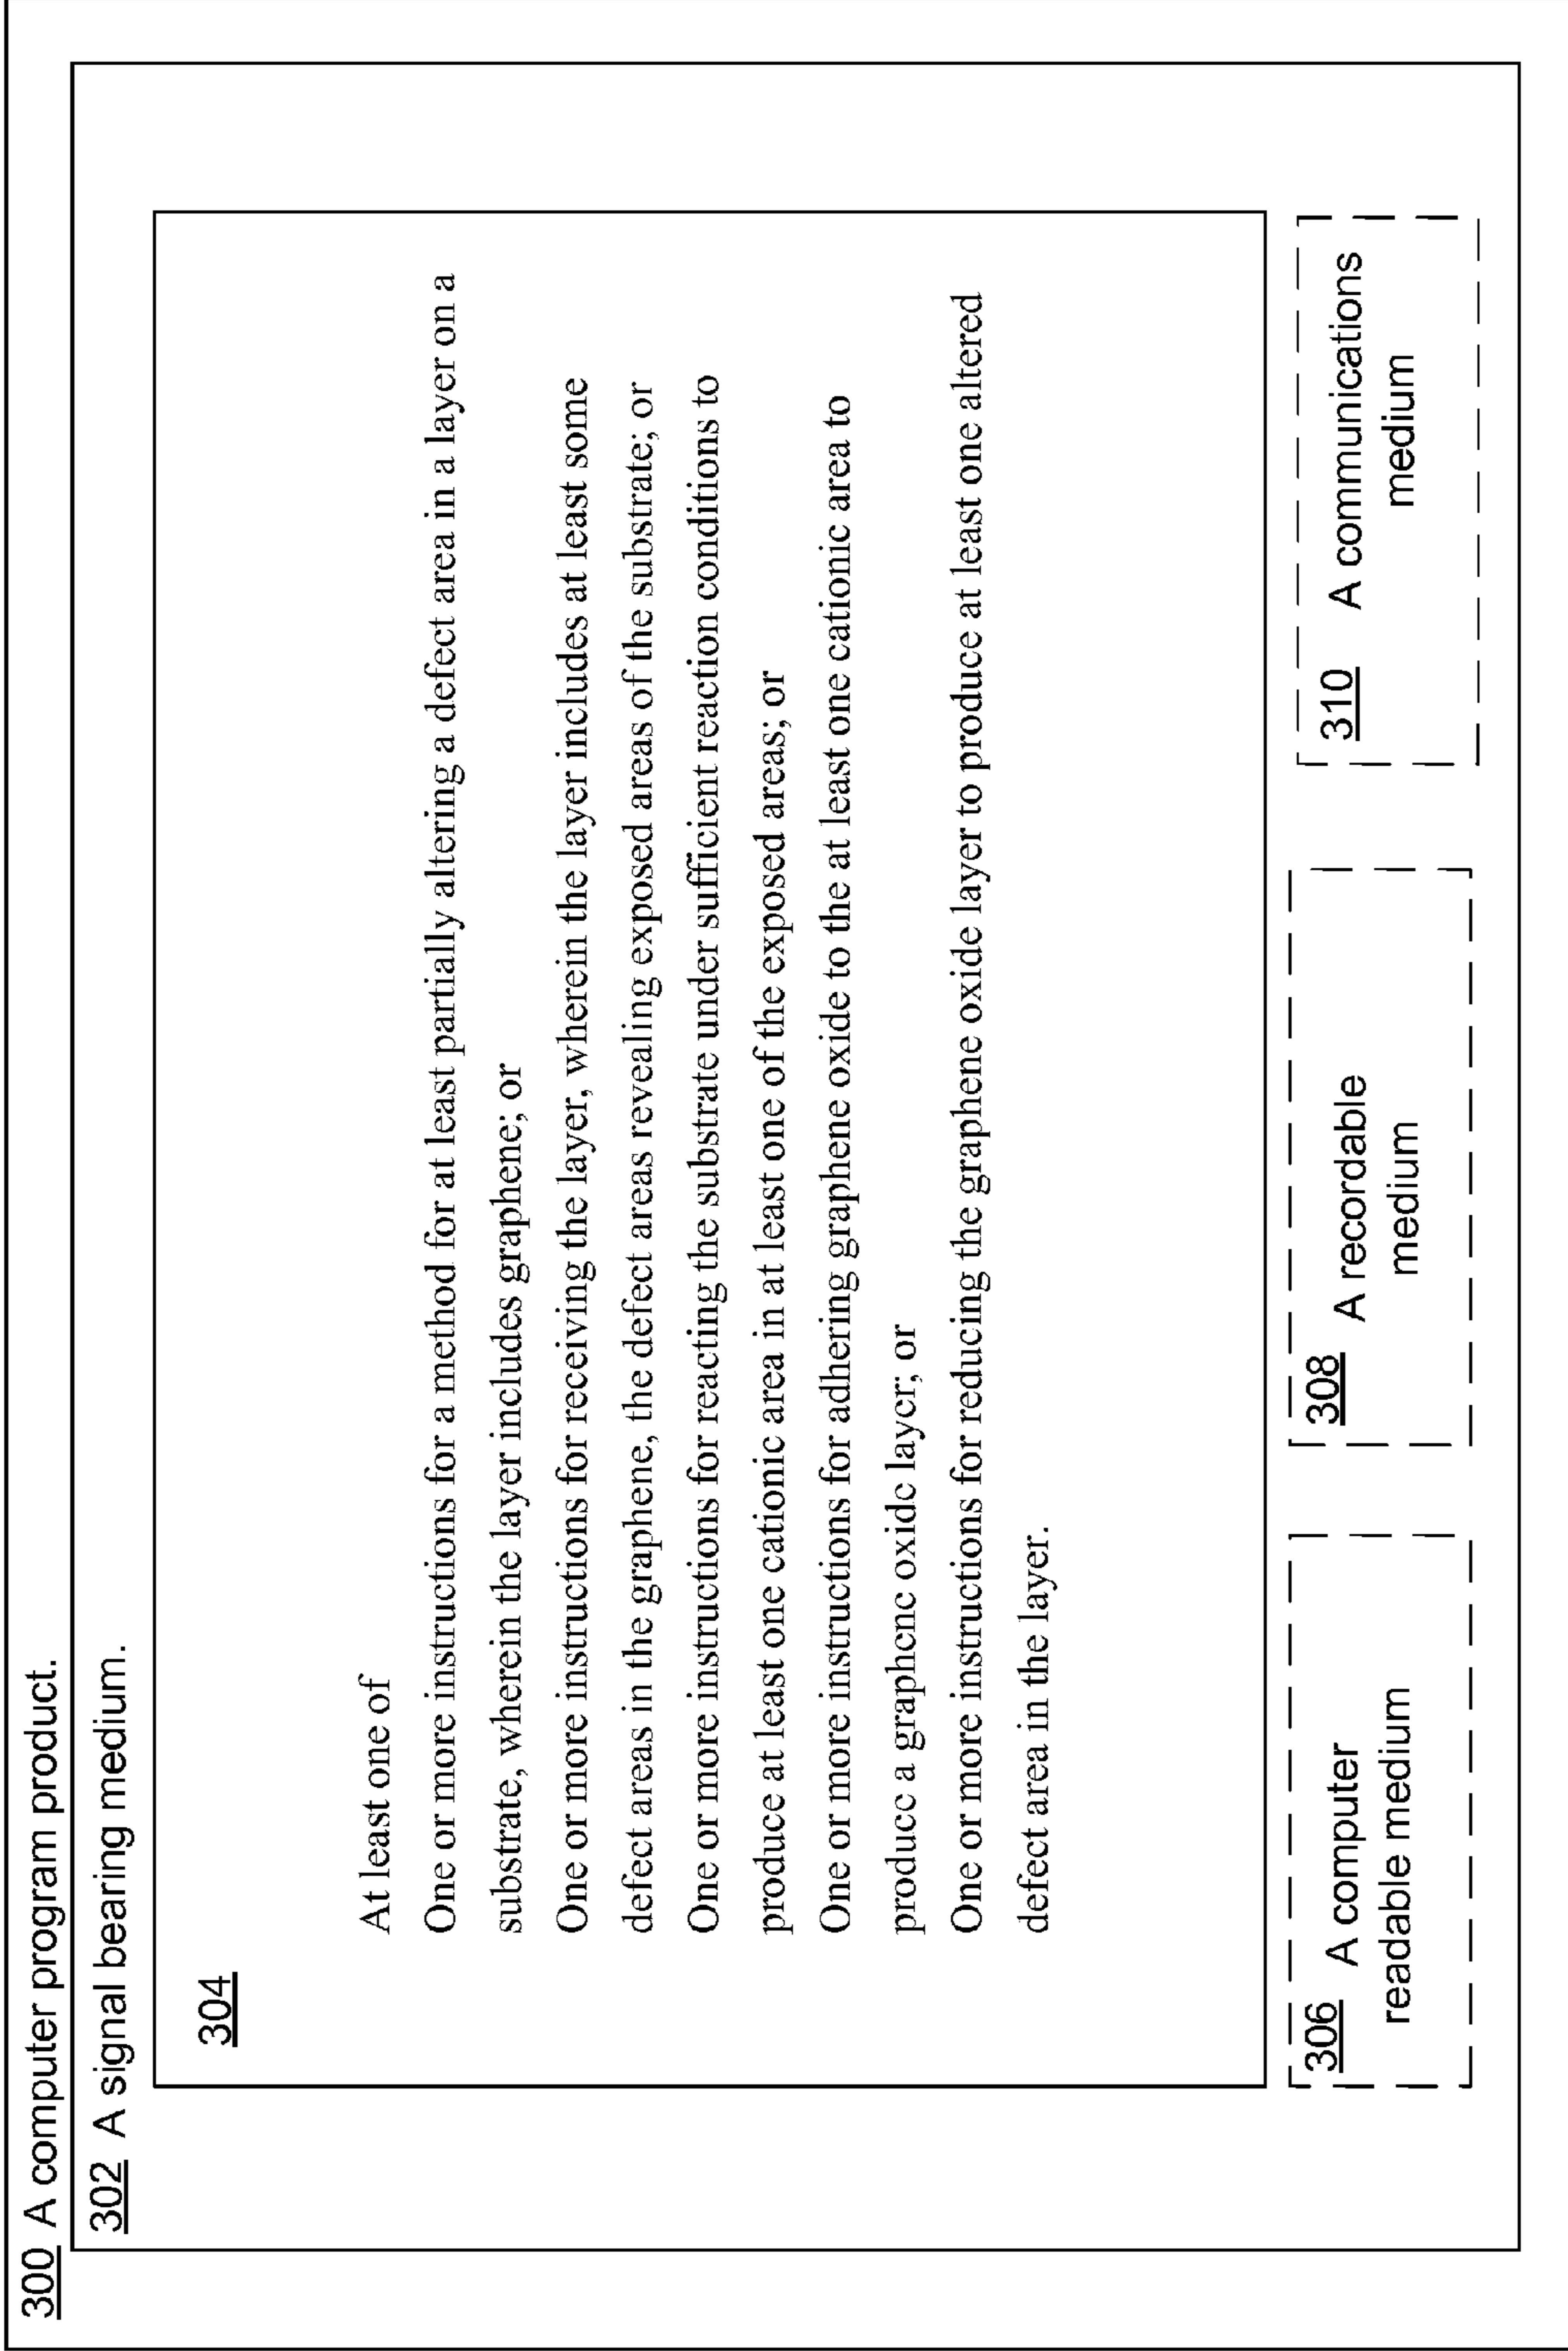 300 A computer program product.
302 A signal bearing medium.
304
At least one of
One or more instructions for a method for at least partially altering a defect area in a layer on a
substrate, wherein the layer includes graphene; or
One or more instructions for receiving the layer, wherein the layer includes at least some
defect areas in the graphene, the defect areas revealing exposed areas of the substrate; or
One or more instructions for reacting the substrate under sufficient reaction conditions to
produce at least one cationic area in at least one of the exposed areas; or
One or more instructions for adhering graphene oxide to the at least one cationic area to
produce a graphene oxide layer; or
One or more instructions for reducing the graphene oxide layer to produce at least one altered
defect area in the layer.
306 A computer
readable medium
308 A recordable
medium
310 A communications
medium